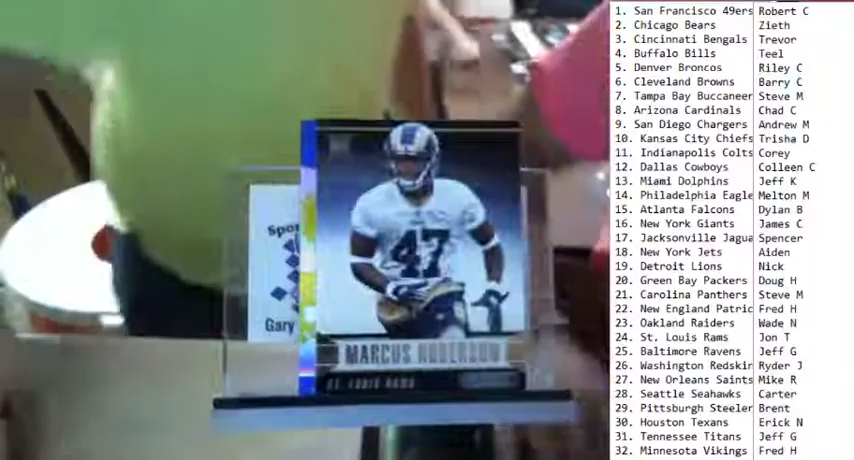 1. San Francisco 49ers Robert C
2. Chicago Bears Zieth
3. Cincinnati Bengals Trevor
4. Buffalo Bills Teel
5. Denver Broncos Riley C
6. Cleveland Browns Barry C
7. Tampa Bay Buccaneer Steve M
8. Arizona Cardinals Chad C
9. San Diego Chargers Andrew M
10. Kansas City Chiefs Trisha D
11. Indianapolis Colts Corey
12. Dallas Cowboys Colleen C
13. Miami Dolphins Jeff K
14. Philadelphia Eagle Melton M
15. Atlanta Falcons Dylan B
16. New York Giants James C
17. Jacksonville Jagua Spencer
18. New York Jets Aiden
19. Detroit Lions Nick
20. Green Bay Packers Doug H
21. Carolina Panthers Steve M
22. New England Patric Fred H
23. Oakland Raiders Wade N
24. St. Louis Rams Jon T
25. Baltimore Ravens Jeff G
26. Washington Redskin Ryder J
27. New Orleans Saints Mike R
28. Seattle Seahawks Carter
29. Pittsburgh Steeler Brent
30. Houston Texans Erick N
31. Tennessee Titans Jeff G
32. Minnesota Vikings Fred H
Spor
Gary
47
MARCUS ROBERSON
ST. LOUIS RAMS